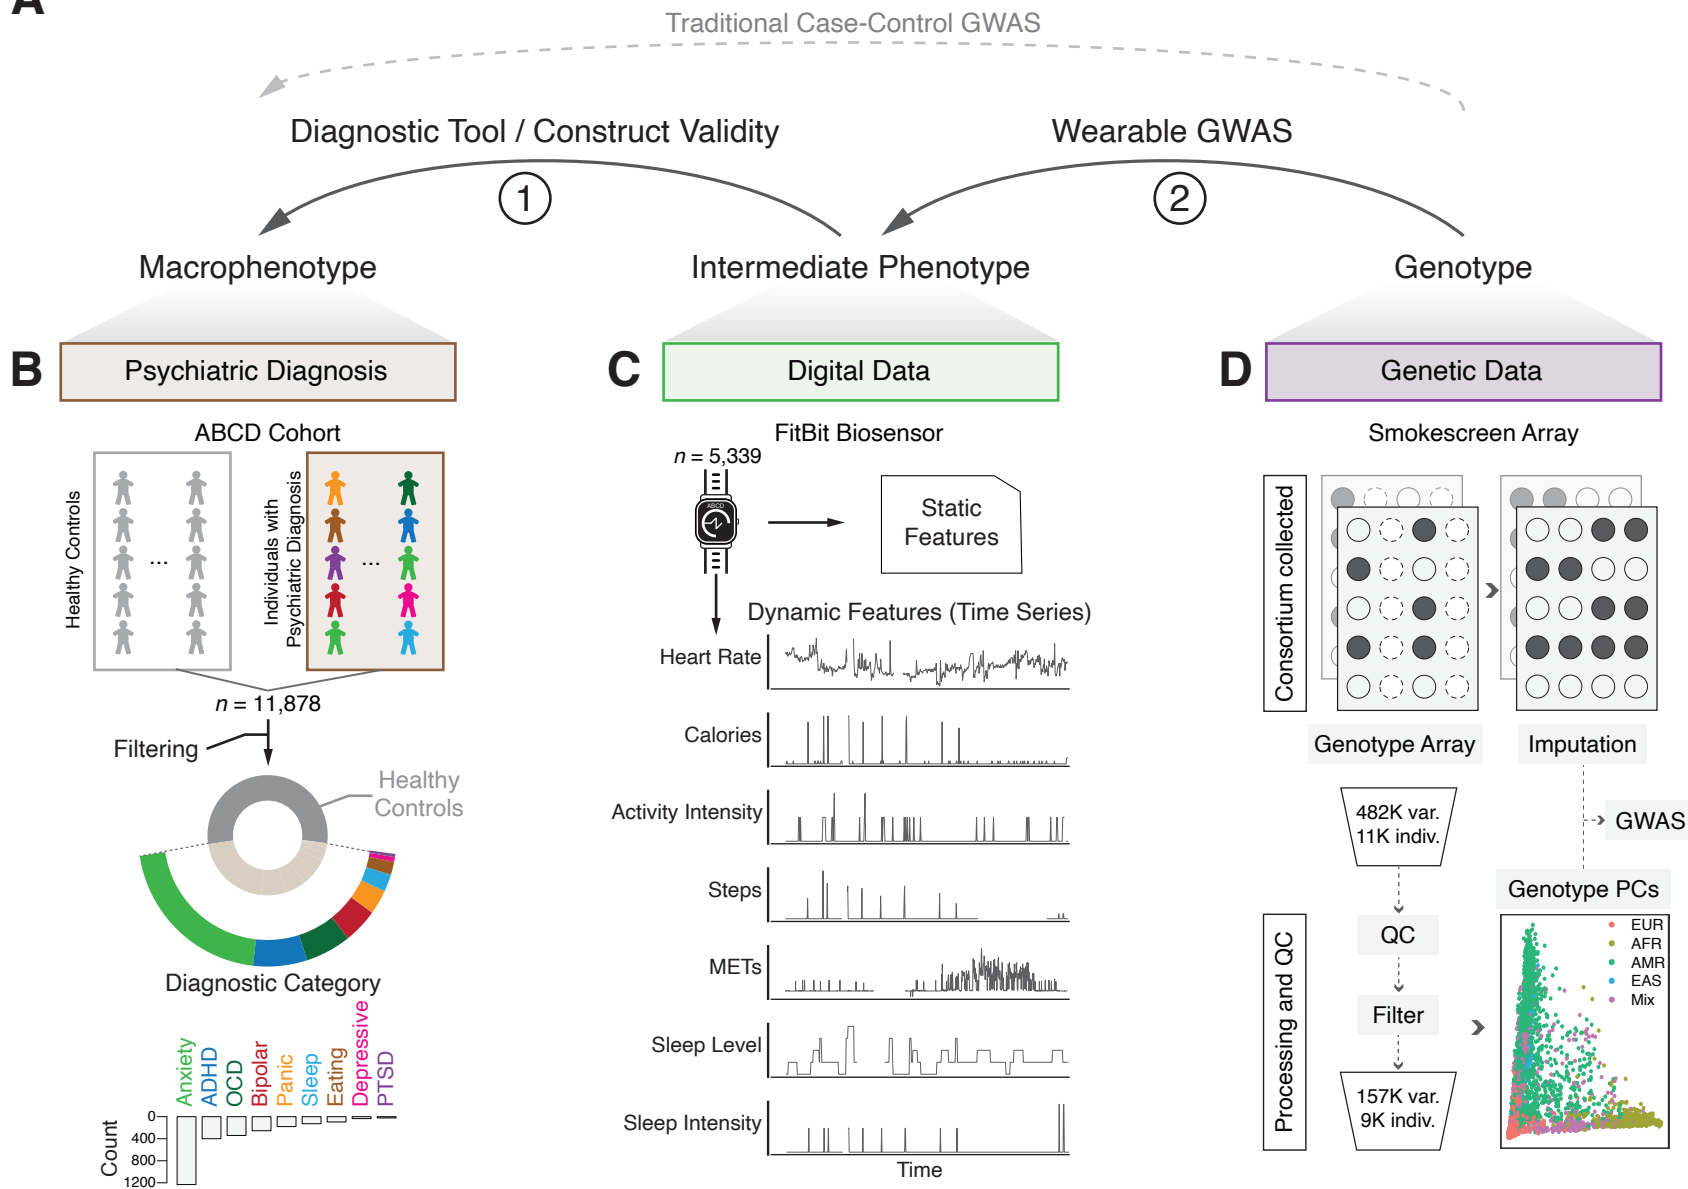 A
Traditional Case-Control GWAS
Diagnostic Tool / Construct Validity
Wearable GWAS
1
2
Macrophenotype
Intermediate Phenotype
Genotype
B
Psychiatric Diagnosis
C
Digital Data
D
Genetic Data
ABCD Cohort
Healthy Controls
...
Individuals with
Psychiatric Diagnosis
...
n = 11,878
Filtering
Healthy
Controls
Diagnostic Category
Anxiety
ADHD
OCD
Bipolar
Panic
Sleep
Eating
Depressive
PTSD
Count
0
400
800
1200
FitBit Biosensor
n = 5,339
ABCD
Static
Features
Dynamic Features (Time Series)
Heart Rate
Calories
Activity Intensity
Steps
METs
Sleep Level
Sleep Intensity
Time
Smokescreen Array
Consortium collected
Genotype Array
Imputation
482K var.
11K indiv.
GWAS
Genotype PCs
Processing and QC
QC
Filter
157K var.
9K indiv.
EUR
AFR
AMR
EAS
Mix